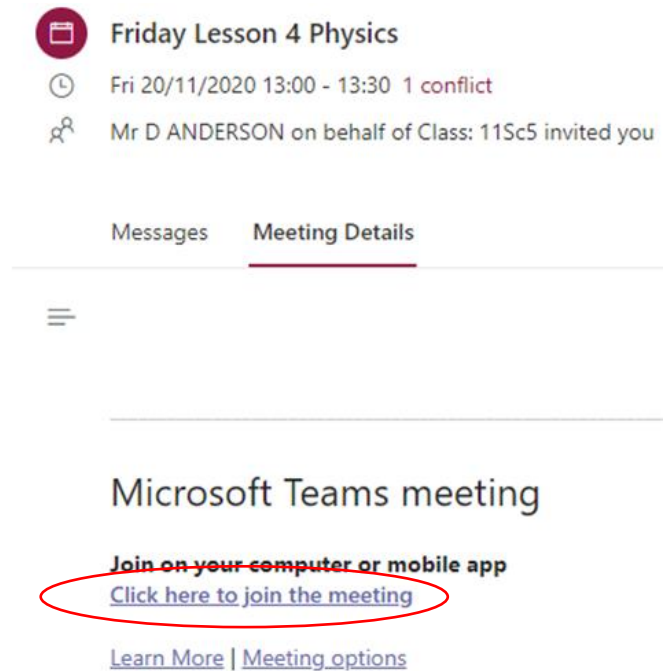 Friday Lesson 4 Physics
Fri 20/11/2020 13:00 - 13:30 1 conflict
Mr D ANDERSON on behalf of Class: 11Sc5 invited you
Messages Meeting Details
Microsoft Teams meeting
Join on your computer or mobile app
Click here to join the meeting
Learn More | Meeting options